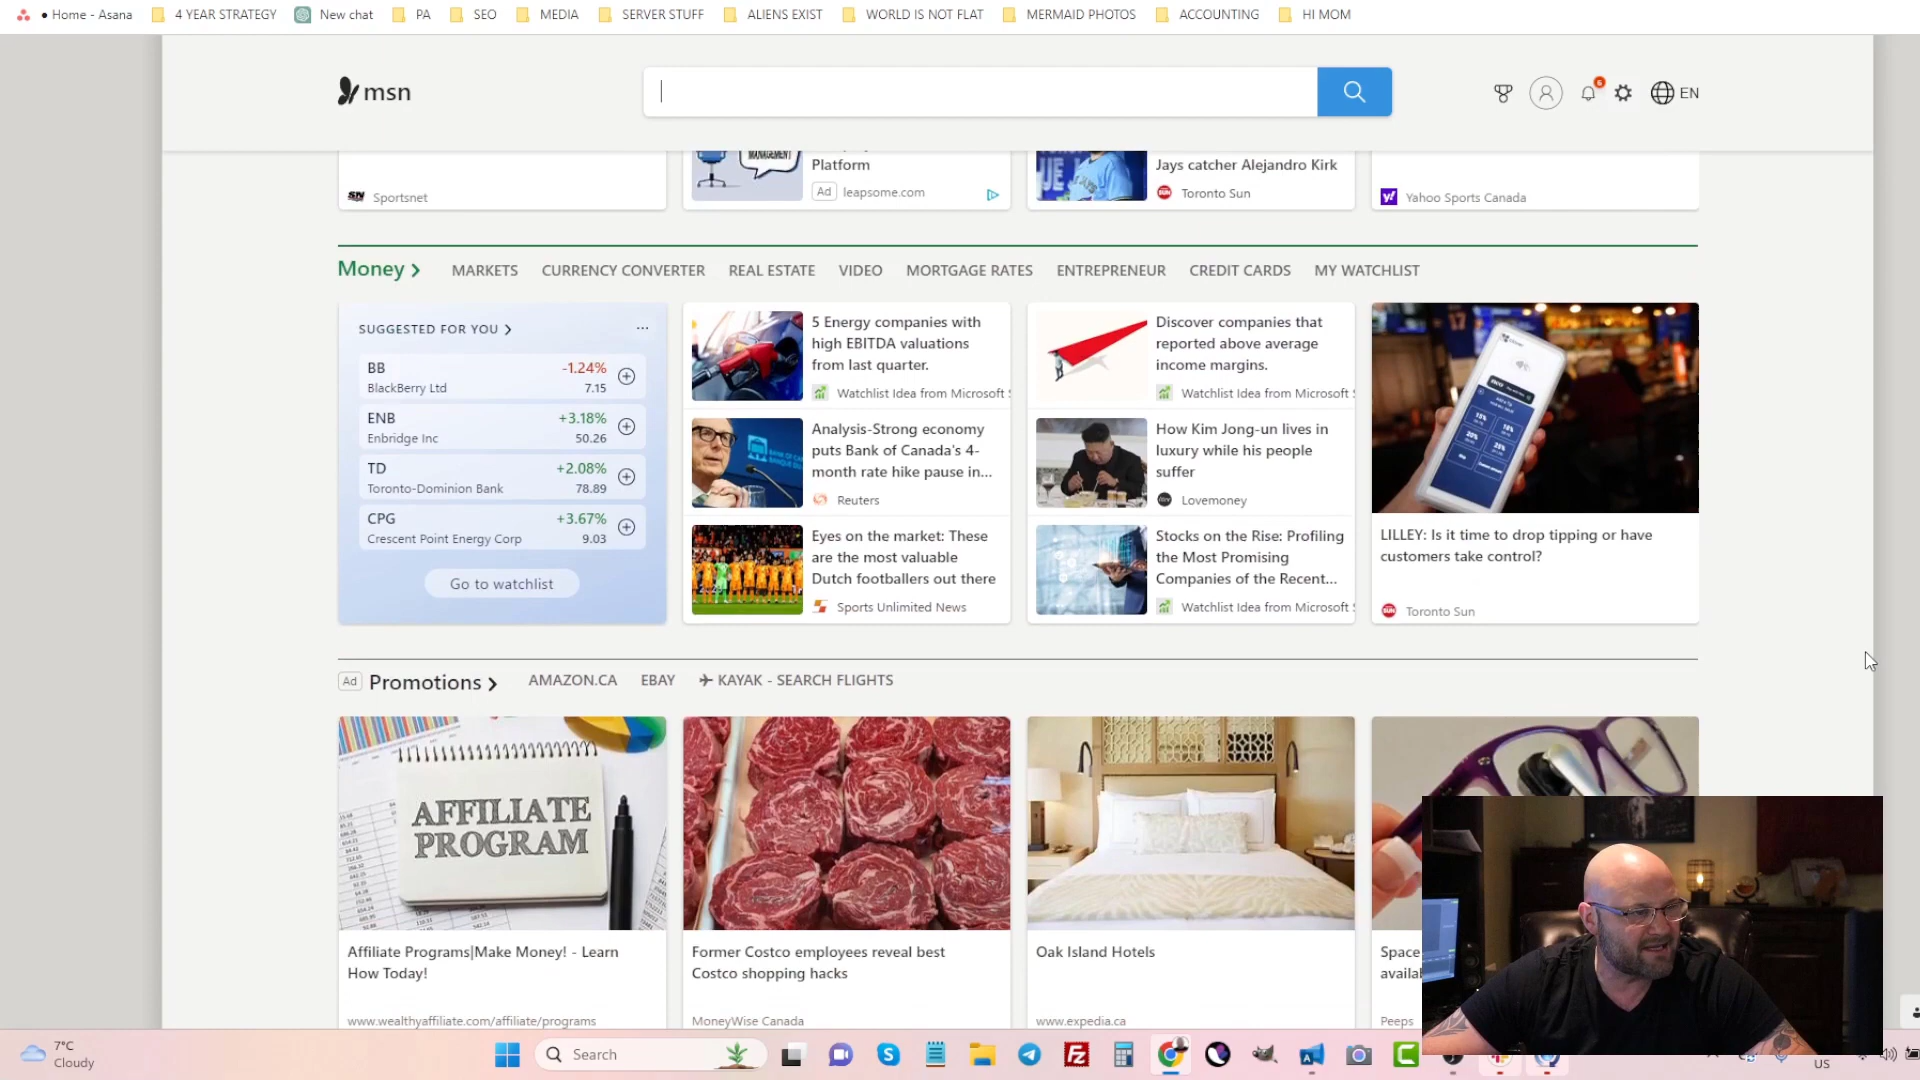 • Home - Asana
4 YEAR STRATEGY
New chat
PA
SEO
MEDIA
SERVER STUFF
ALIENS EXIST
WORLD IS NOT FLAT
MERMAID PHOTOS
ACCOUNTING
HI MOM
msn
6
EN
Sportsnet
MANAGEMENT
Platform
Ad leapsome.com
Jays catcher Alejandro Kirk
Toronto Sun
Yahoo Sports Canada
Money
MARKETS
CURRENCY CONVERTER
REAL ESTATE
VIDEO
MORTGAGE RATES
ENTREPRENEUR
CREDIT CARDS
MY WATCHLIST
SUGGESTED FOR YOU
...
BB -1.24%
BlackBerry Ltd 7.15
ENB +3.18%
Enbridge Inc 50.26
TD +2.08%
Toronto-Dominion Bank 78.89
CPG +3.67%
Crescent Point Energy Corp 9.03
Go to watchlist
5 Energy companies with
high EBITDA valuations
from last quarter.
Watchlist Idea from Microsoft
Analysis-Strong economy
puts Bank of Canada's 4-
month rate hike pause in...
Reuters
Eyes on the market: These
are the most valuable
Dutch footballers out there
Sports Unlimited News
Discover companies that
reported above average
income margins.
Watchlist Idea from Microsoft
How Kim Jong-un lives in
luxury while his people
suffer
Lovemoney
Stocks on the Rise: Profiling
the Most Promising
Companies of the Recent...
Watchlist Idea from Microsoft
LILLEY: Is it time to drop tipping or have
customers take control?
Toronto Sun
Ad Promotions
AMAZON.CA
EBAY
KAYAK - SEARCH FLIGHTS
AFFILIATE
PROGRAM
Affiliate Programs|Make Money! - Learn
How Today!
www.wealthyaffiliate.com/affiliate/programs
Former Costco employees reveal best
Costco shopping hacks
MoneyWise Canada
Oak Island Hotels
www.expedia.ca
Space
Peeps
7°C
Cloudy
Search
US